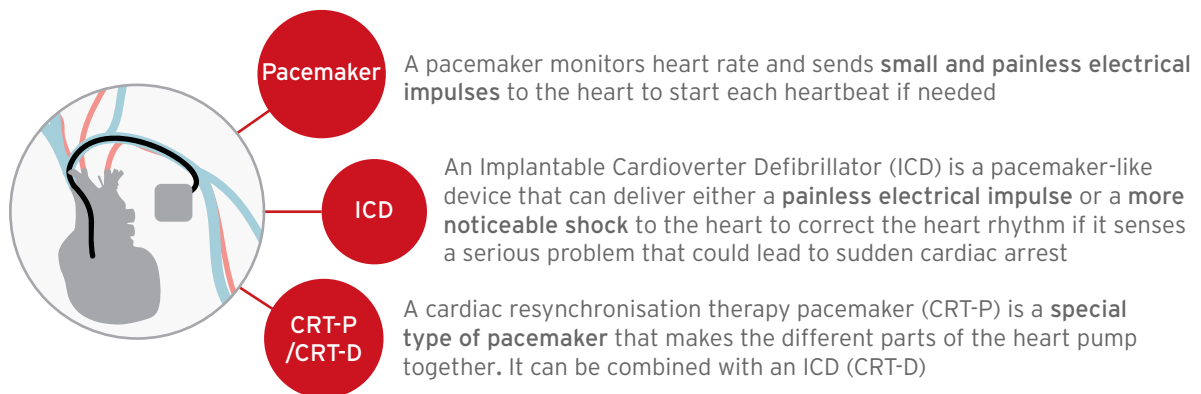 Pacemaker
A pacemaker monitors heart rate and sends small and painless electrical
impulses to the heart to start each heartbeat if needed
ICD
An Implantable Cardioverter Defibrillator (ICD) is a pacemaker-like
device that can deliver either a painless electrical impulse or a more
noticeable shock to the heart to correct the heart rhythm if it senses
a serious problem that could lead to sudden cardiac arrest
CRT-P
/CRT-D
A cardiac resynchronisation therapy pacemaker (CRT-P) is a special
type of pacemaker that makes the different parts of the heart pump
together. It can be combined with an ICD (CRT-D)